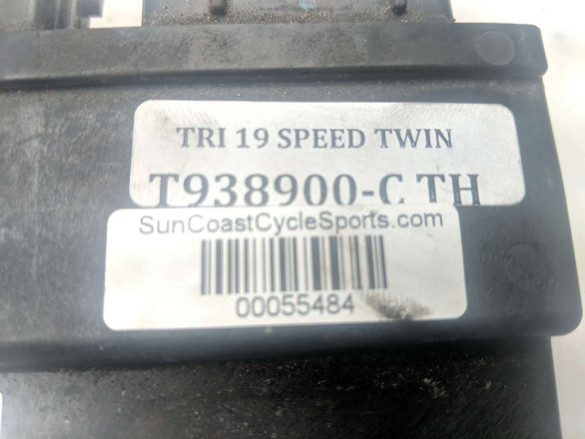 TRI 19 SPEED TWIN
T938900-C TH
SunCoastCycleSports.com
00055484